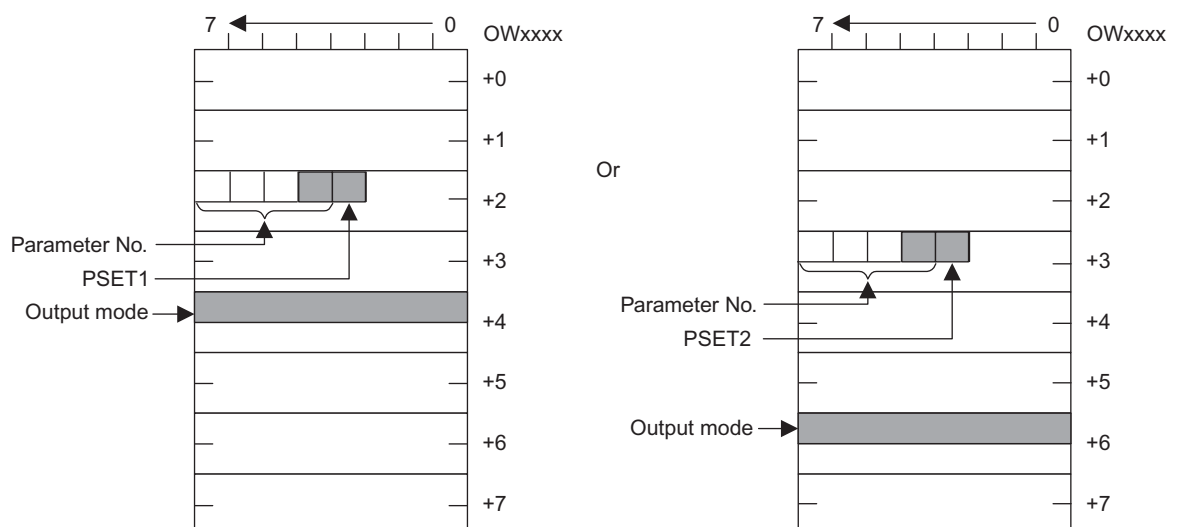 7 0 OWxxxx
+0
+1
+2
Parameter No.
+3
PSET1
Output mode
+4
+5
+6
+7
Or
7 0 OWxxxx
+0
+1
+2
+3
Parameter No.
+4
PSET2
+5
Output mode
+6
+7